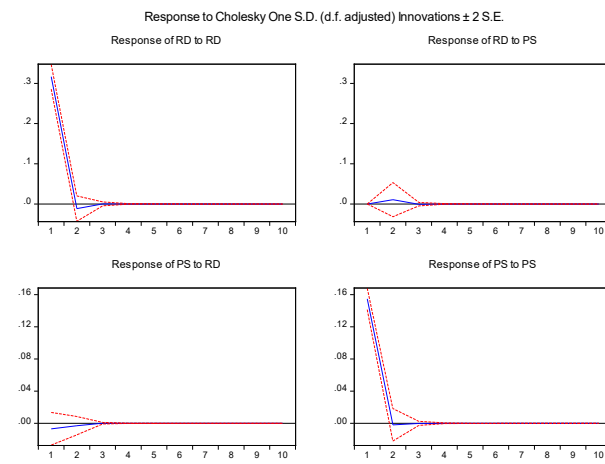 Response to Cholesky One S.D. (d.f. adjusted) Innovations ± 2 S.E.
Response of RD to RD
.3
.2
.1
.0
1 2 3 4 5 6 7 8 9 10
Response of RD to PS
.3
.2
.1
.0
1 2 3 4 5 6 7 8 9 10
Response of PS to RD
.16
.12
.08
.04
.00
1 2 3 4 5 6 7 8 9 10
Response of PS to PS
.16
.12
.08
.04
.00
1 2 3 4 5 6 7 8 9 10